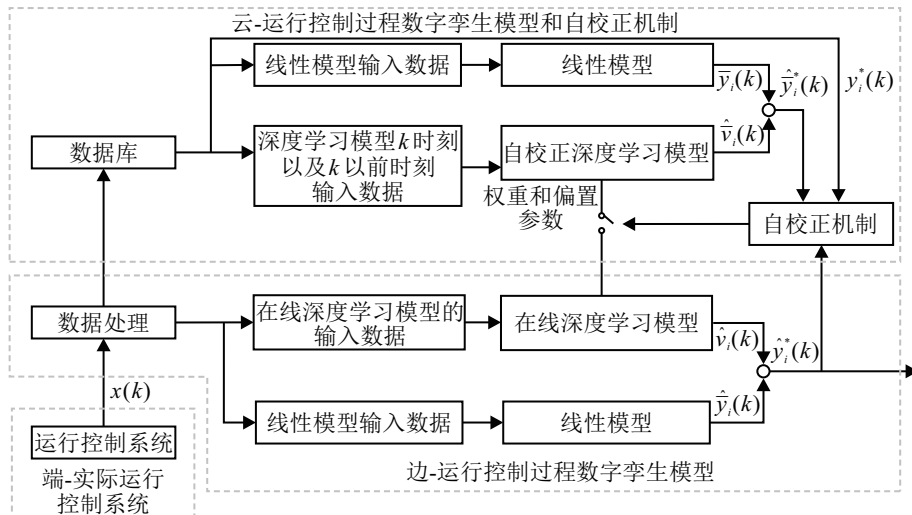 云-运行控制过程数字孪生模型和自校正机制
线性模型输入数据
线性模型
y̅ᵢ(k)
ŷ̅ᵢ*(k)
yᵢ*(k)
数据库
深度学习模型k时刻
以及k以前时刻
输入数据
自校正深度学习模型
v̅̂ᵢ(k)
权重和偏置
参数
自校正机制
数据处理
在线深度学习模型的
输入数据
在线深度学习模型
v̂ᵢ(k)
ŷᵢ*(k)
x(k)
线性模型输入数据
线性模型
ŷ̅ᵢ(k)
运行控制系统
端-实际运行
控制系统
边-运行控制过程数字孪生模型